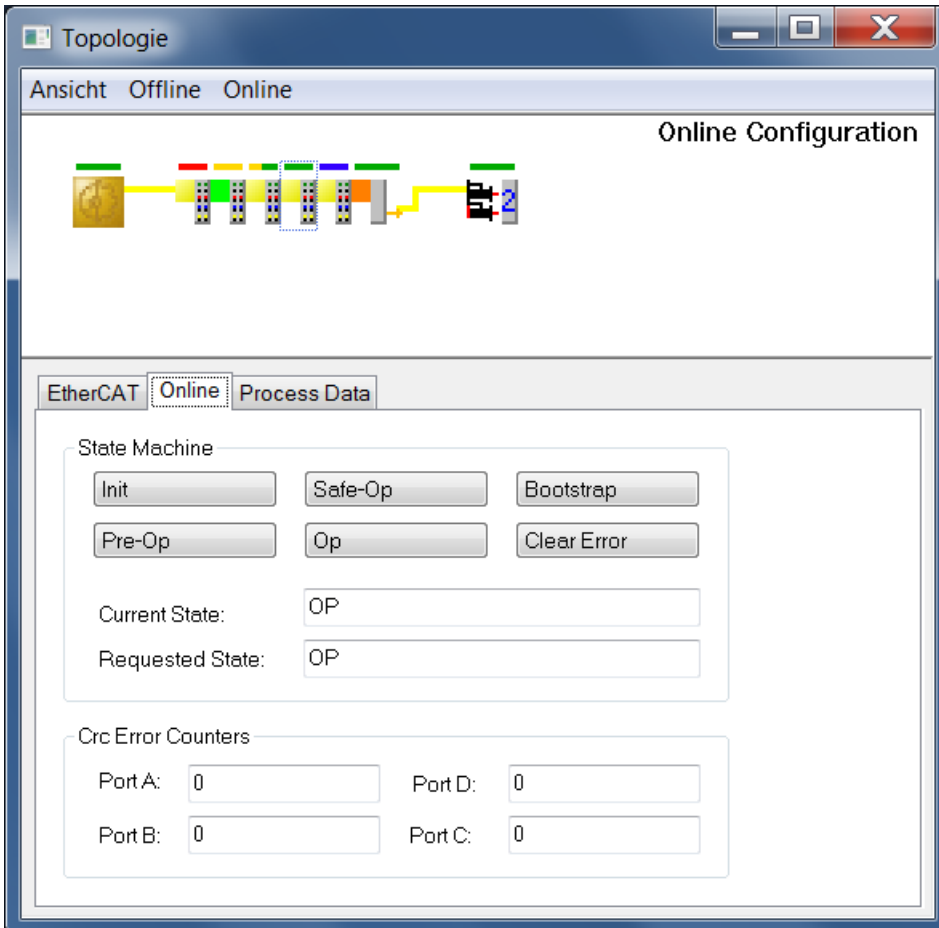 Topologie
Ansicht Offline Online
Online Configuration
2
EtherCAT Online Process Data
State Machine
Init Safe-Op Bootstrap
Pre-Op Op Clear Error
Current State: OP
Requested State: OP
Crc Error Counters
Port A: 0 Port D: 0
Port B: 0 Port C: 0